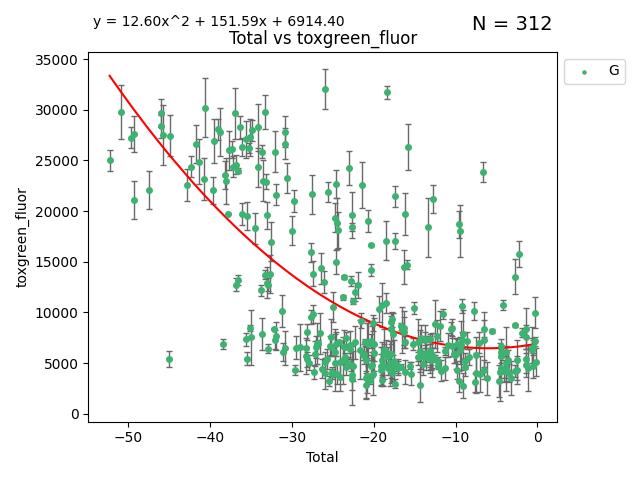 y = 12.60x^2 + 151.59x + 6914.40
N = 312
Total vs toxgreen_fluor
G
35000
30000
25000
20000
15000
10000
5000
0
toxgreen_fluor
−50 −40 −30 −20 −10 0
Total